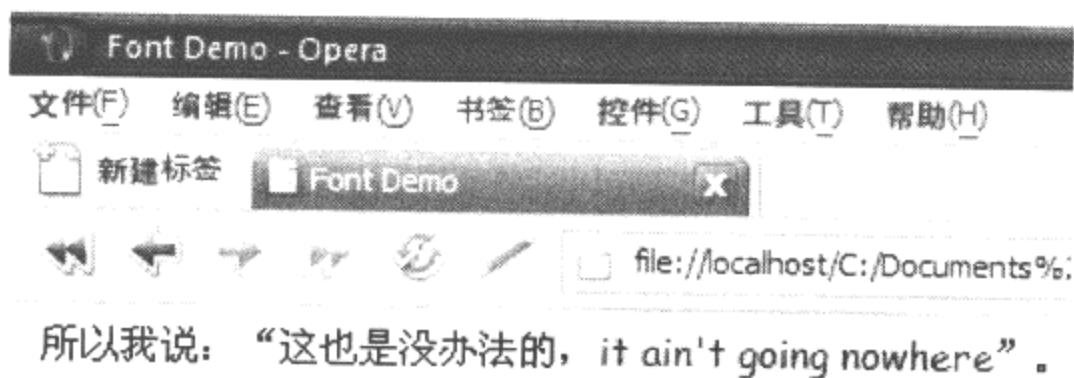 Font Demo - Opera
文件(F) 编辑(E) 查看(V) 书签(B) 控件(G) 工具(T) 帮助(H)
新建标签 Font Demo
file://localhost/C:/Documents%
所以我说：“这也是没办法的，it ain't going nowhere”。